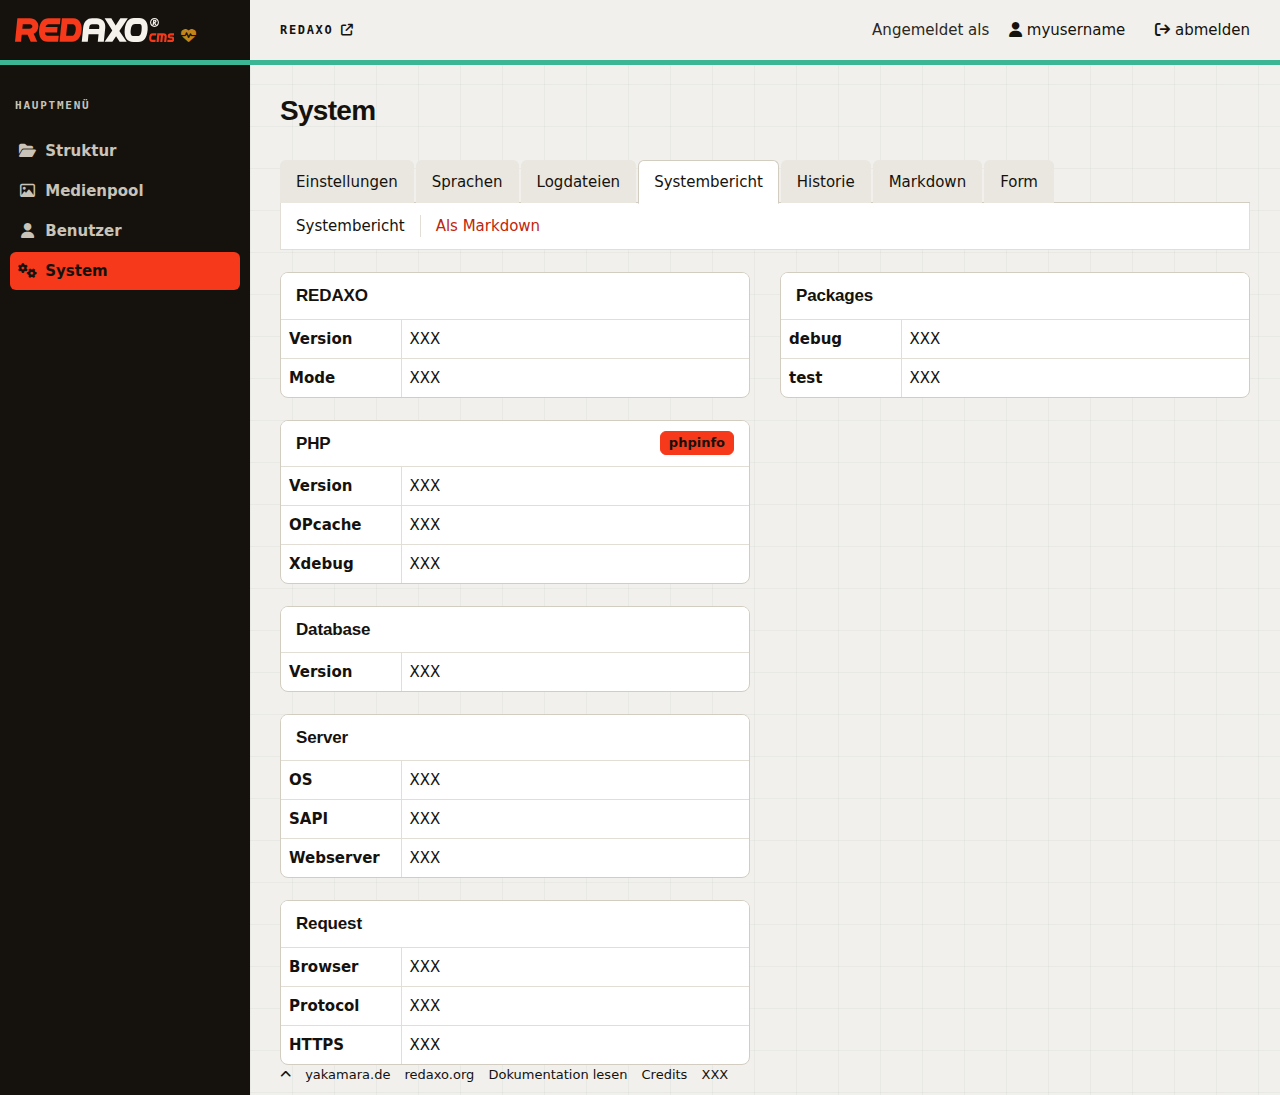 REDAXO® cms
REDAXO
Angemeldet als myusername abmelden
HAUPTMENÜ
Struktur
Medienpool
Benutzer
System
System
Einstellungen Sprachen Logdateien Systembericht Historie Markdown Form
Systembericht Als Markdown
REDAXO
Version XXX
Mode XXX
Packages
debug XXX
test XXX
PHP phpinfo
Version XXX
OPcache XXX
Xdebug XXX
Database
Version XXX
Server
OS XXX
SAPI XXX
Webserver XXX
Request
Browser XXX
Protocol XXX
HTTPS XXX
yakamara.de redaxo.org Dokumentation lesen Credits XXX